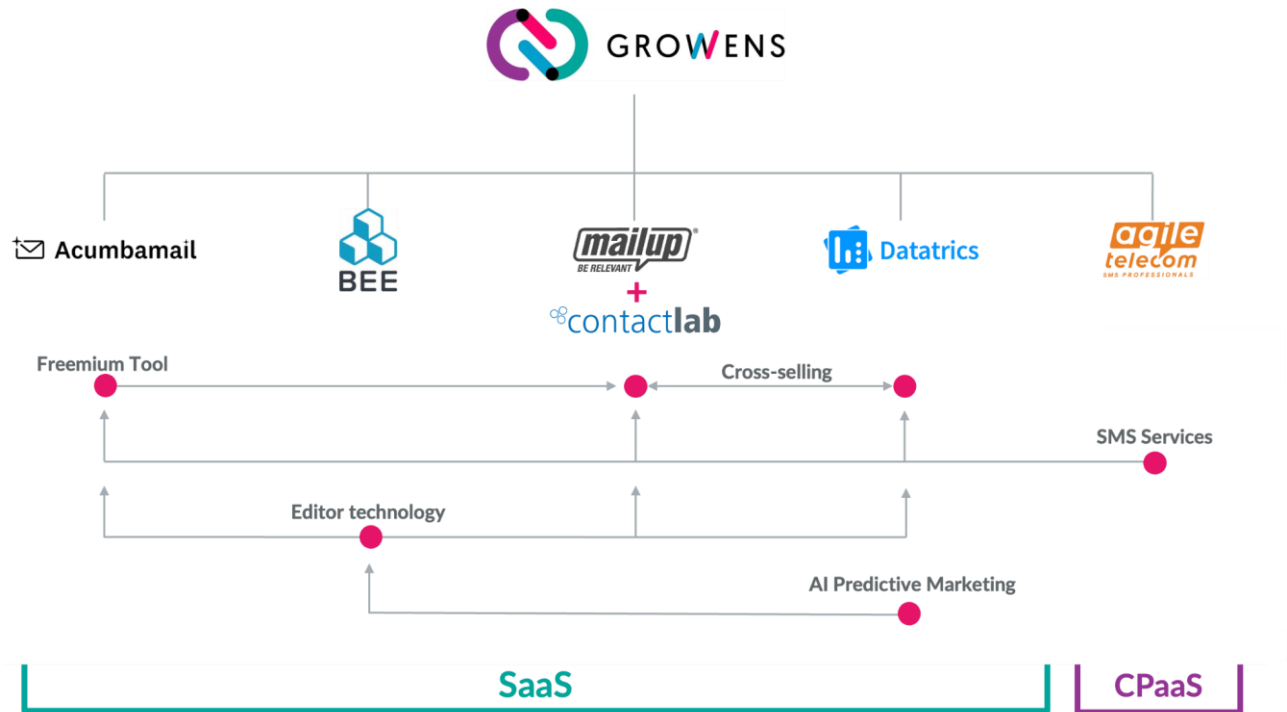 GROWENS
Acumbamail
BEE
mailup®
BE RELEVANT
+
contactlab
Datatrics
agile
telecom
SMS PROFESSIONALS
Freemium Tool
Cross-selling
SMS Services
Editor technology
AI Predictive Marketing
SaaS
CPaaS